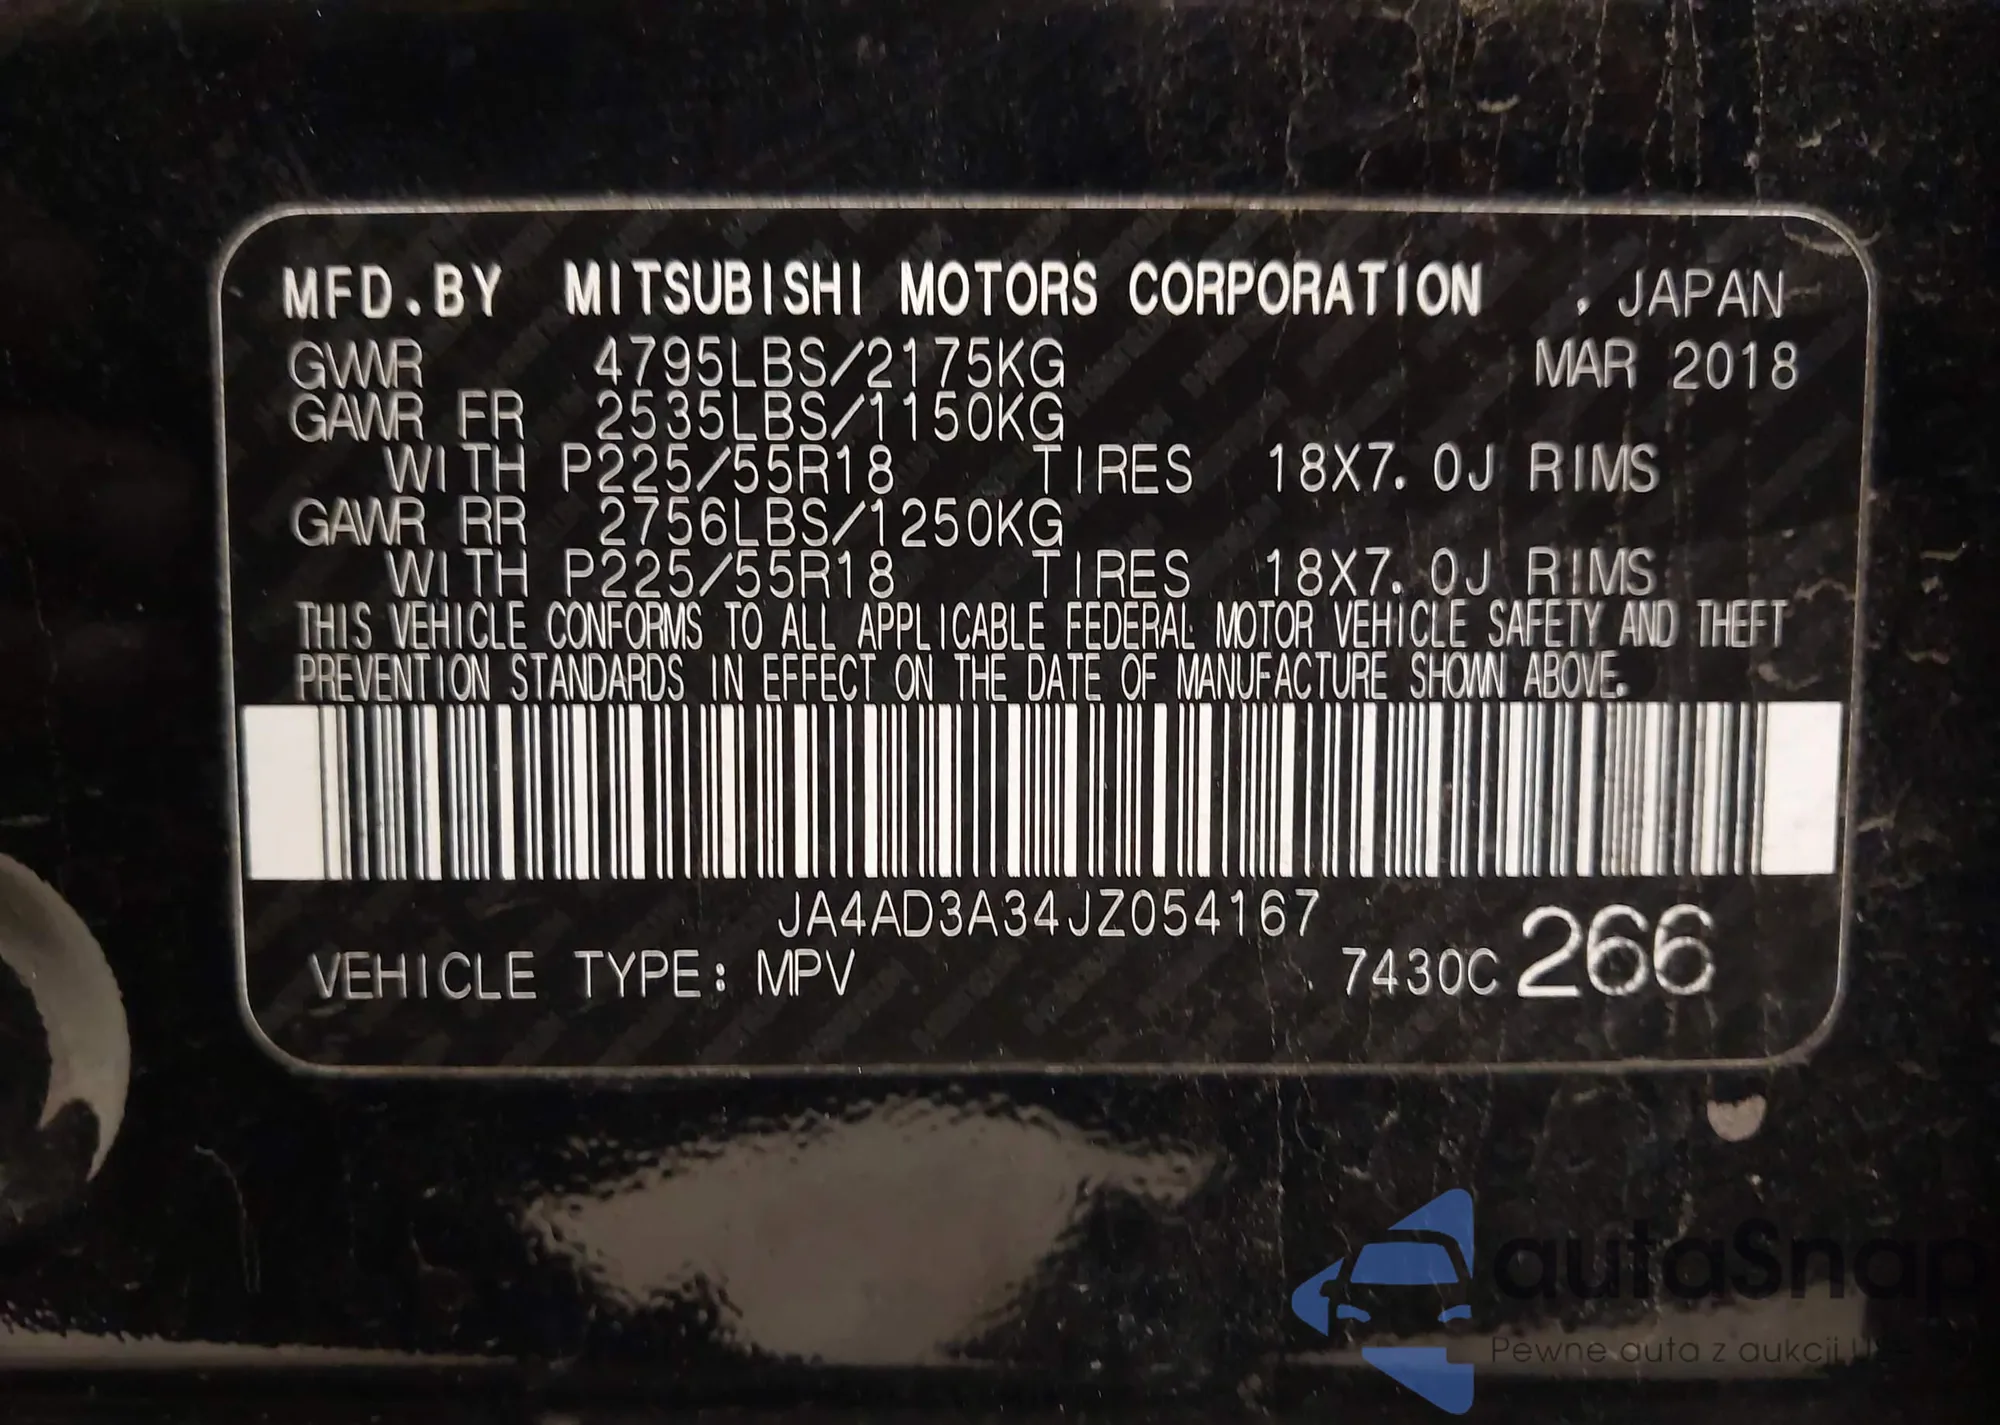 MFD.BY MITSUBISHI MOTORS CORPORATION , JAPAN
GVWR 4795LBS/2175KG MAR 2018
GAWR FR 2535LBS/1150KG
WITH P225/55R18 TIRES 18X7.0J RIMS
GAWR RR 2756LBS/1250KG
WITH P225/55R18 TIRES 18X7.0J RIMS
THIS VEHICLE CONFORMS TO ALL APPLICABLE FEDERAL MOTOR VEHICLE SAFETY AND THEFT
PREVENTION STANDARDS IN EFFECT ON THE DATE OF MANUFACTURE SHOWN ABOVE.
JA4AD3A34JZ054167
VEHICLE TYPE: MPV 7430C 266
autaSnap
Pewne auta z aukcji